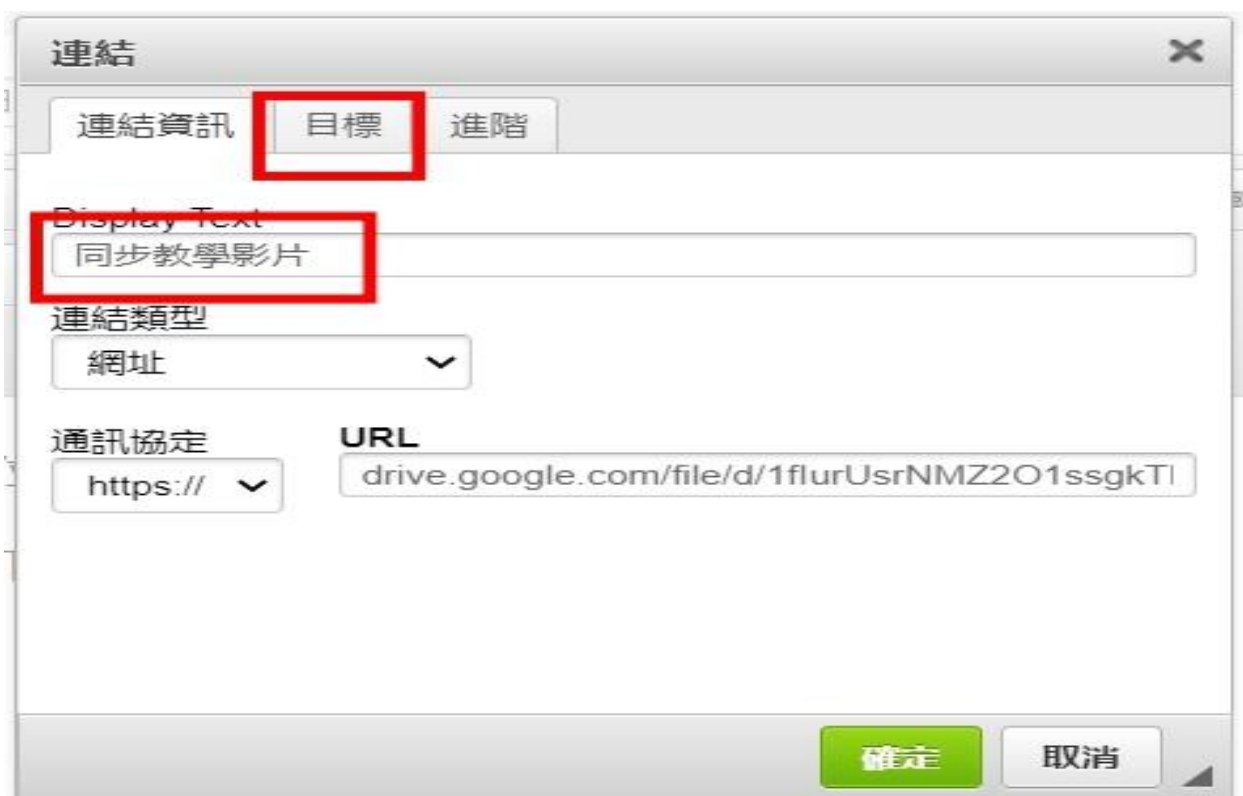 連結
連結資訊 目標 進階
Display Text
同步教學影片
連結類型
網址
通訊協定 URL
https:// drive.google.com/file/d/1flurUsrNMZ2O1ssgkTl
確定 取消